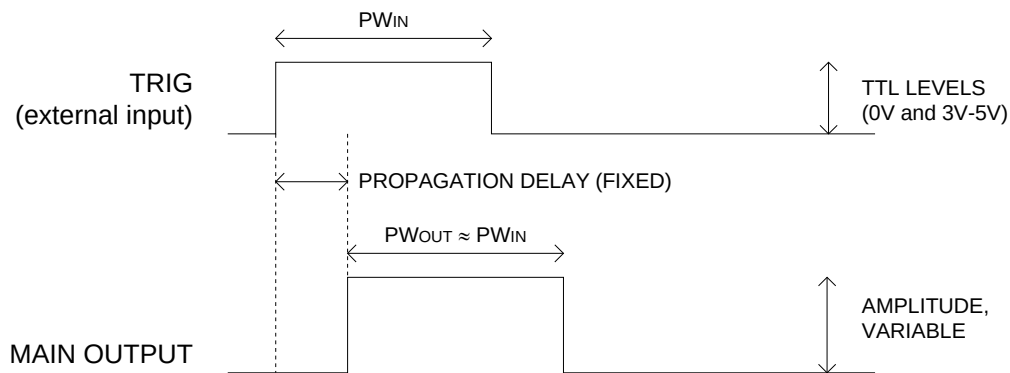 PWIN
TRIG
(external input)
TTL LEVELS
(0V and 3V-5V)
PROPAGATION DELAY (FIXED)
PWOUT ≈ PWIN
AMPLITUDE,
VARIABLE
MAIN OUTPUT